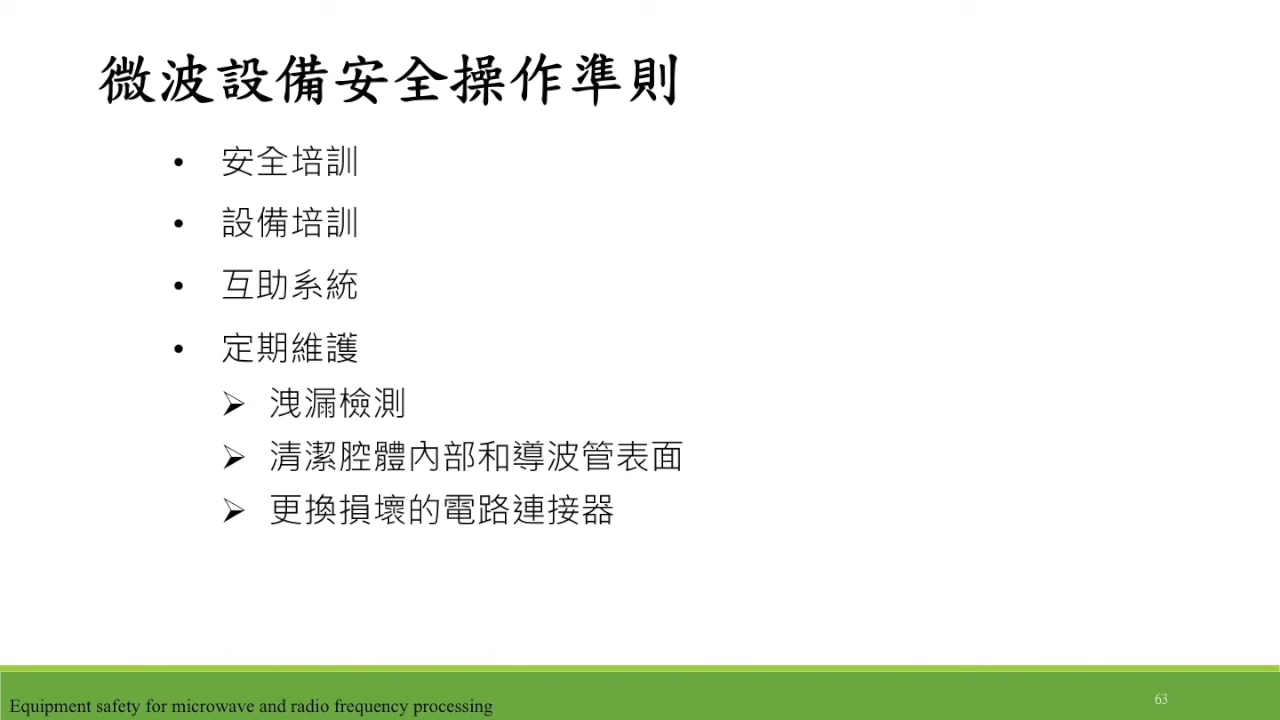 微波設備安全操作準則
• 安全培訓
• 設備培訓
• 互助系統
• 定期維護
➢ 洩漏檢測
➢ 清潔腔體內部和導波管表面
➢ 更換損壞的電路連接器
Equipment safety for microwave and radio frequency processing
63